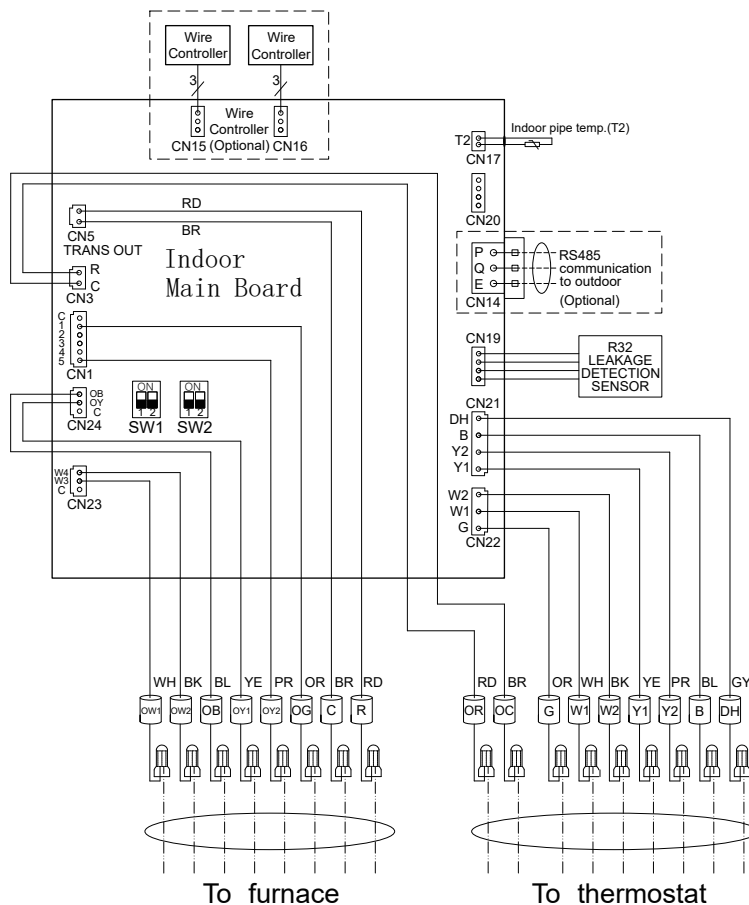 Wire Controller
Wire Controller
3
3
Wire
Controller
CN15 (Optional) CN16
T2
Indoor pipe temp.(T2)
CN17
CN20
RD
BR
CN5
TRANS OUT
Indoor
Main Board
R
C
CN3
P
Q
E
CN14
RS485
communication
to outdoor
(Optional)
C
1
2
3
4
5
CN1
CN19
R32
LEAKAGE
DETECTION
SENSOR
OB
OY
C
CN24
ON
1 2
SW1
ON
1 2
SW2
CN21
DH
B
Y2
Y1
W4
W3
C
CN23
W2
W1
G
CN22
WH BK BL YE PR OR BR RD
RD BR OR WH BK YE PR BL GY
OW1 OW2 OB OY1 OY2 OG C R
OR OC G W1 W2 Y1 Y2 B DH
To furnace
To thermostat